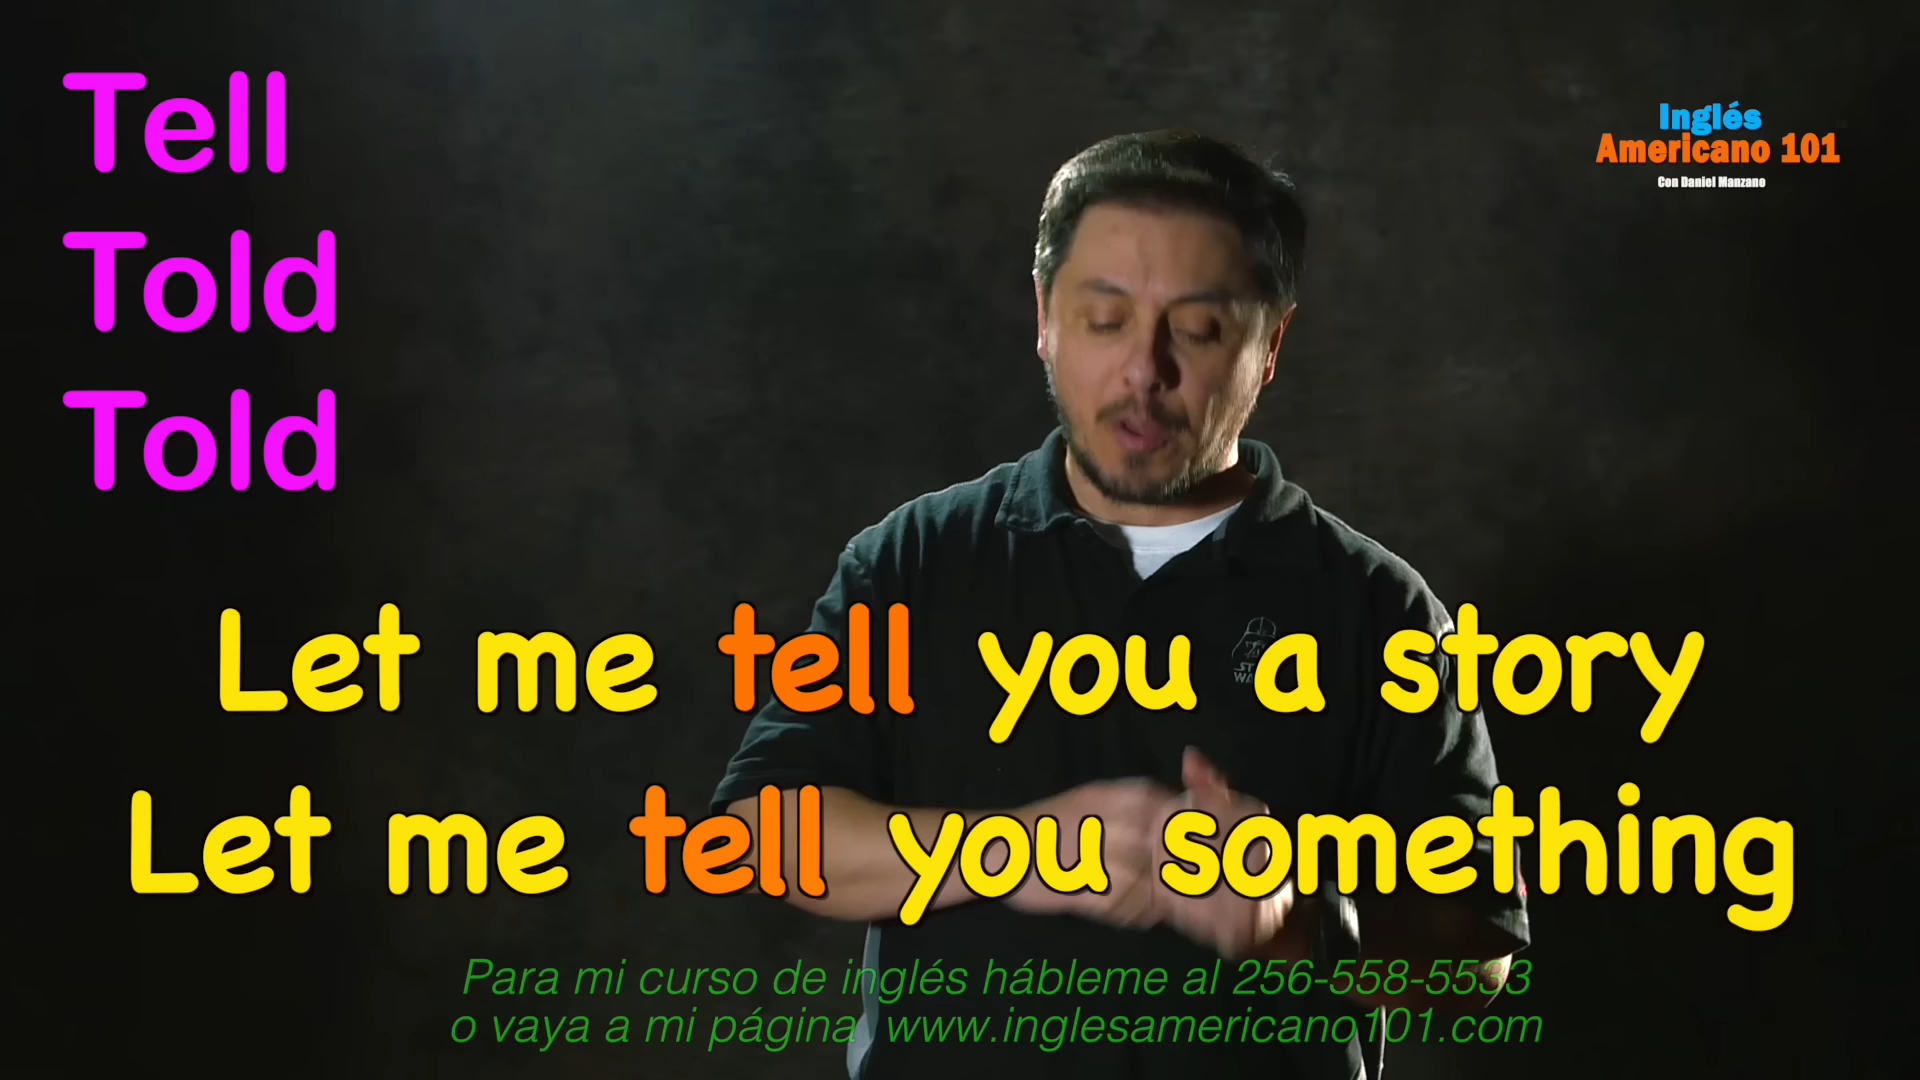 Tell
Told
Told
Inglés
Americano 101
Con Daniel Manzano
Let me tell you a story
Let me tell you something
Para mi curso de inglés hábleme al 256-558-5533
o vaya a mi página www.inglesamericano101.com